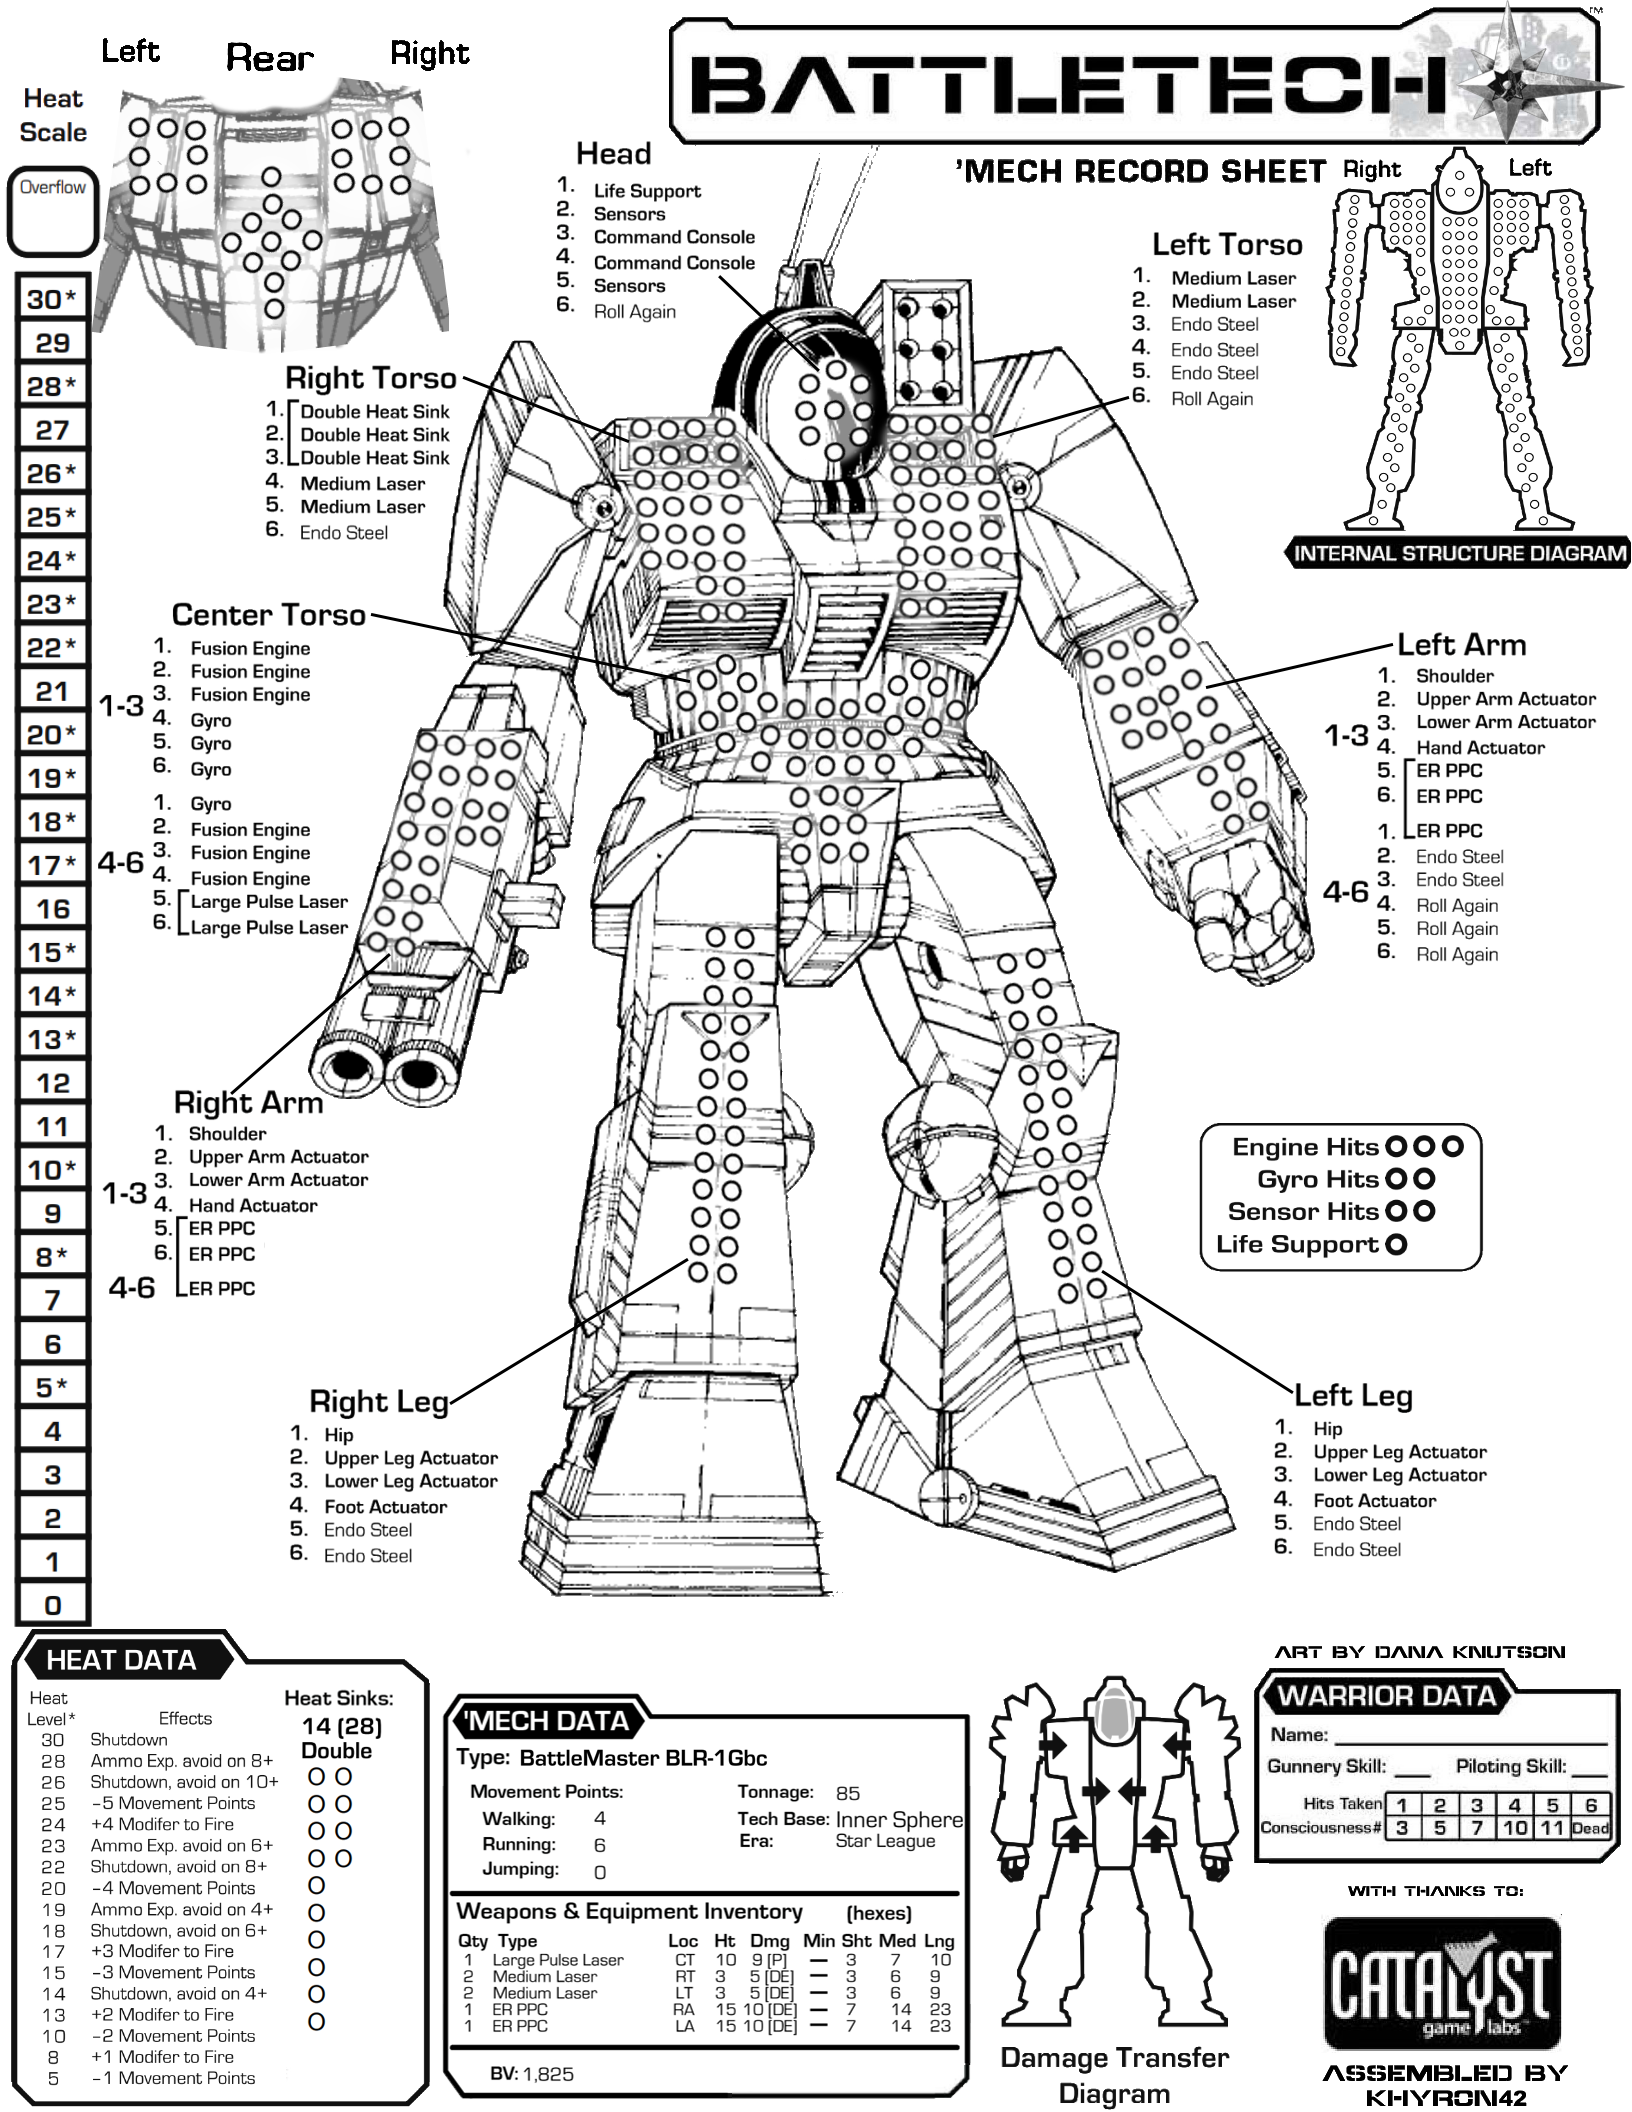 Left Rear Right
Heat
Scale
Overflow
30*
29
28*
27
26*
25*
24*
23*
22*
21
20*
19*
18*
17*
16
15*
14*
13*
12
11
10*
9
8*
7
6
5*
4
3
2
1
0
BATTLETECH
TM
'MECH RECORD SHEET
Head
1. Life Support
2. Sensors
3. Command Console
4. Command Console
5. Sensors
6. Roll Again
Right Left
INTERNAL STRUCTURE DIAGRAM
Left Torso
1. Medium Laser
2. Medium Laser
3. Endo Steel
4. Endo Steel
5. Endo Steel
6. Roll Again
Right Torso
1. Double Heat Sink
2. Double Heat Sink
3. Double Heat Sink
4. Medium Laser
5. Medium Laser
6. Endo Steel
Center Torso
1. Fusion Engine
2. Fusion Engine
1-3 3. Fusion Engine
4. Gyro
5. Gyro
6. Gyro
1. Gyro
2. Fusion Engine
4-6 3. Fusion Engine
4. Fusion Engine
5. Large Pulse Laser
6. Large Pulse Laser
Left Arm
1. Shoulder
2. Upper Arm Actuator
1-3 3. Lower Arm Actuator
4. Hand Actuator
5. ER PPC
6. ER PPC
1. ER PPC
2. Endo Steel
4-6 3. Endo Steel
4. Roll Again
5. Roll Again
6. Roll Again
Right Arm
1. Shoulder
2. Upper Arm Actuator
1-3 3. Lower Arm Actuator
4. Hand Actuator
5. ER PPC
6. ER PPC
4-6 ER PPC
Engine Hits
Gyro Hits
Sensor Hits
Life Support
Right Leg
1. Hip
2. Upper Leg Actuator
3. Lower Leg Actuator
4. Foot Actuator
5. Endo Steel
6. Endo Steel
Left Leg
1. Hip
2. Upper Leg Actuator
3. Lower Leg Actuator
4. Foot Actuator
5. Endo Steel
6. Endo Steel
HEAT DATA
Heat
Level* Effects
30 Shutdown
28 Ammo Exp. avoid on 8+
26 Shutdown, avoid on 10+
25 -5 Movement Points
24 +4 Modifer to Fire
23 Ammo Exp. avoid on 6+
22 Shutdown, avoid on 8+
20 -4 Movement Points
19 Ammo Exp. avoid on 4+
18 Shutdown, avoid on 6+
17 +3 Modifer to Fire
15 -3 Movement Points
14 Shutdown, avoid on 4+
13 +2 Modifer to Fire
10 -2 Movement Points
8 +1 Modifer to Fire
5 -1 Movement Points
Heat Sinks:
14 (28)
Double
'MECH DATA
Type: BattleMaster BLR-1Gbc
Movement Points:
Walking: 4
Running: 6
Jumping: 0
Tonnage: 85
Tech Base: Inner Sphere
Era: Star League
Weapons & Equipment Inventory (hexes)
Qty Type Loc Ht Dmg Min Sht Med Lng
1 Large Pulse Laser CT 10 9 [P] — 3 7 10
2 Medium Laser RT 3 5 [DE] — 3 6 9
2 Medium Laser LT 3 5 [DE] — 3 6 9
1 ER PPC RA 15 10 [DE] — 7 14 23
1 ER PPC LA 15 10 [DE] — 7 14 23
BV: 1,825
Damage Transfer
Diagram
ART BY DANA KNUTSON
WARRIOR DATA
Name:
Gunnery Skill: Piloting Skill:
Hits Taken 1 2 3 4 5 6
Consciousness# 3 5 7 10 11 Dead
WITH THANKS TO:
CATALYST
game labs
ASSEMBLED BY
KHYRON42